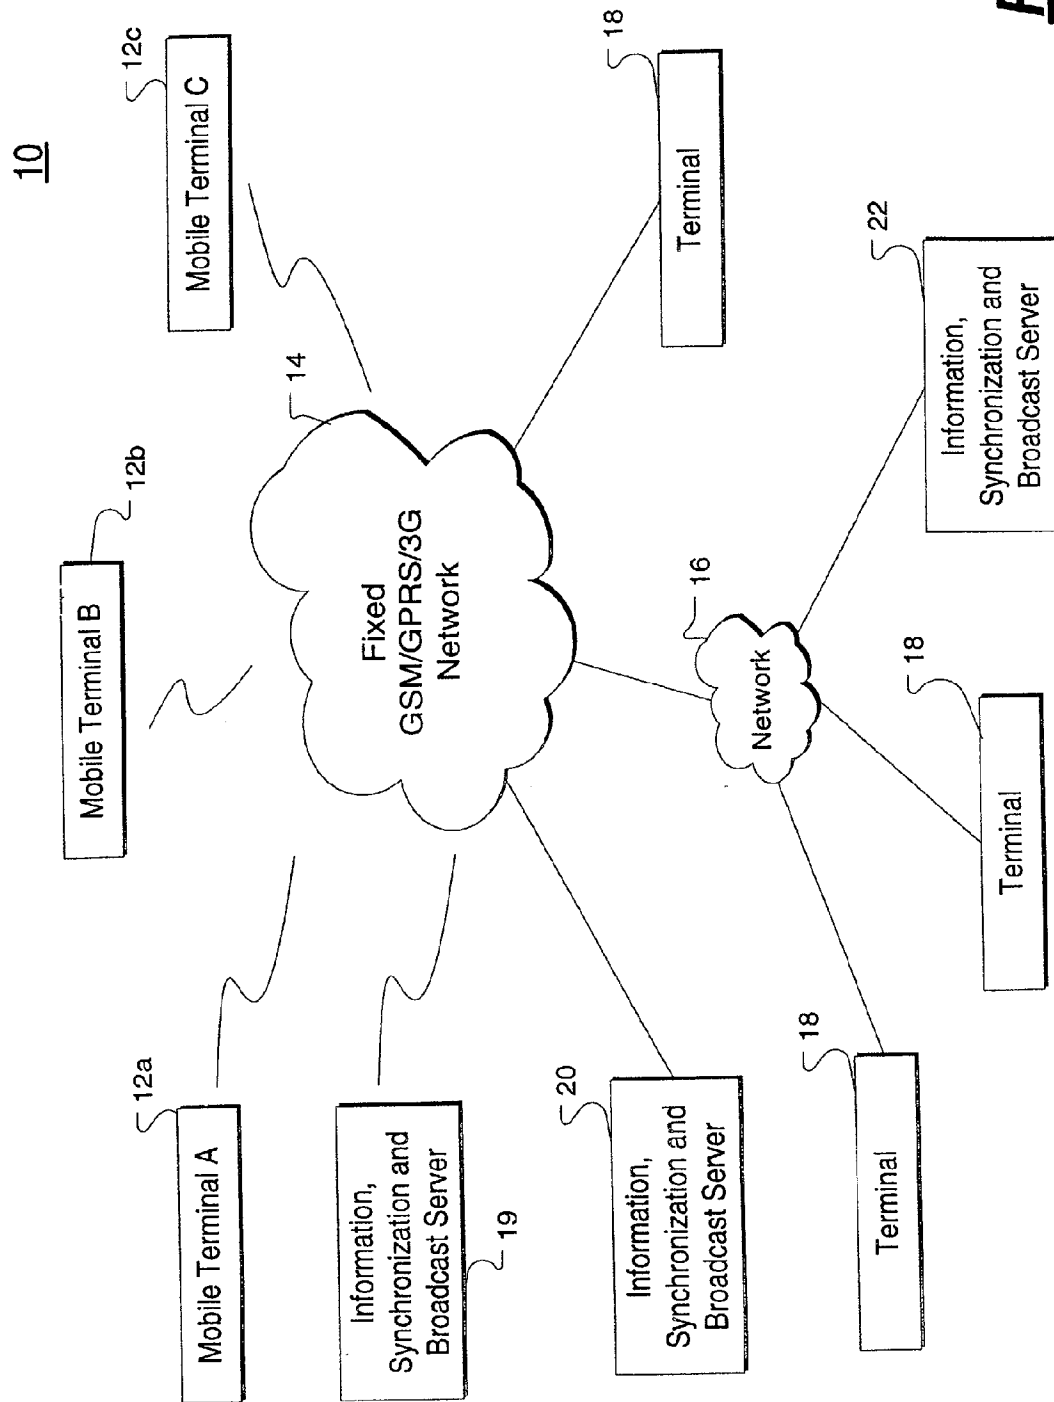 10
12a
Mobile Terminal A
12b
Mobile Terminal B
12c
Mobile Terminal C
Information,
Synchronization and
Broadcast Server
19
14
Fixed
GSM/GPRS/3G
Network
18
Terminal
20
Information,
Synchronization and
Broadcast Server
16
Network
18
Terminal
18
Terminal
22
Information,
Synchronization and
Broadcast Server